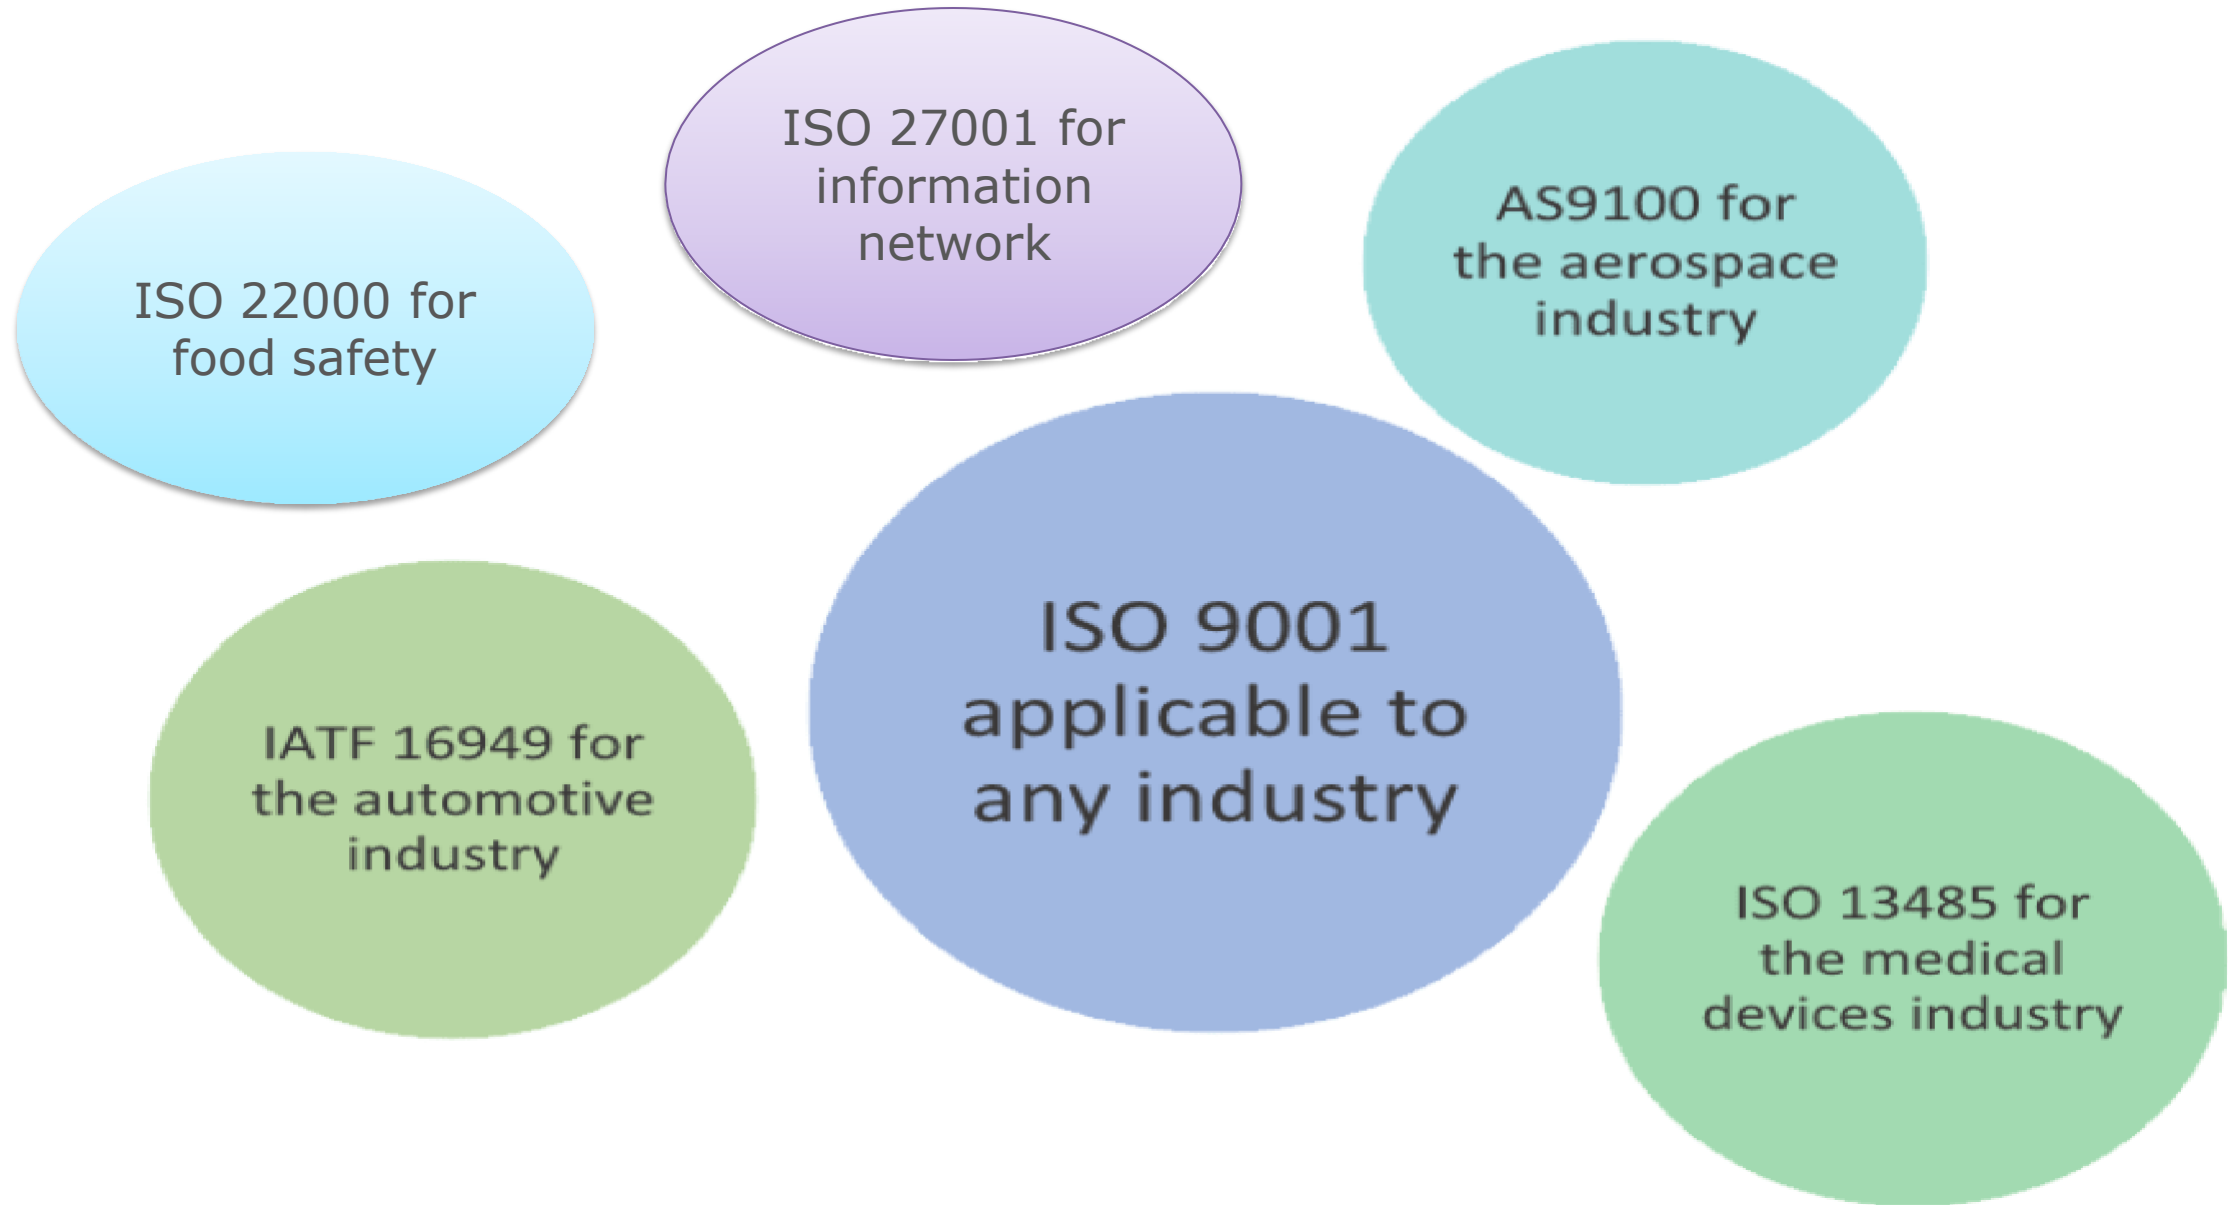 ISO 27001 for
information
network
AS9100 for
the aerospace
industry
ISO 22000 for
food safety
ISO 9001
applicable to
any industry
IATF 16949 for
the automotive
industry
ISO 13485 for
the medical
devices industry